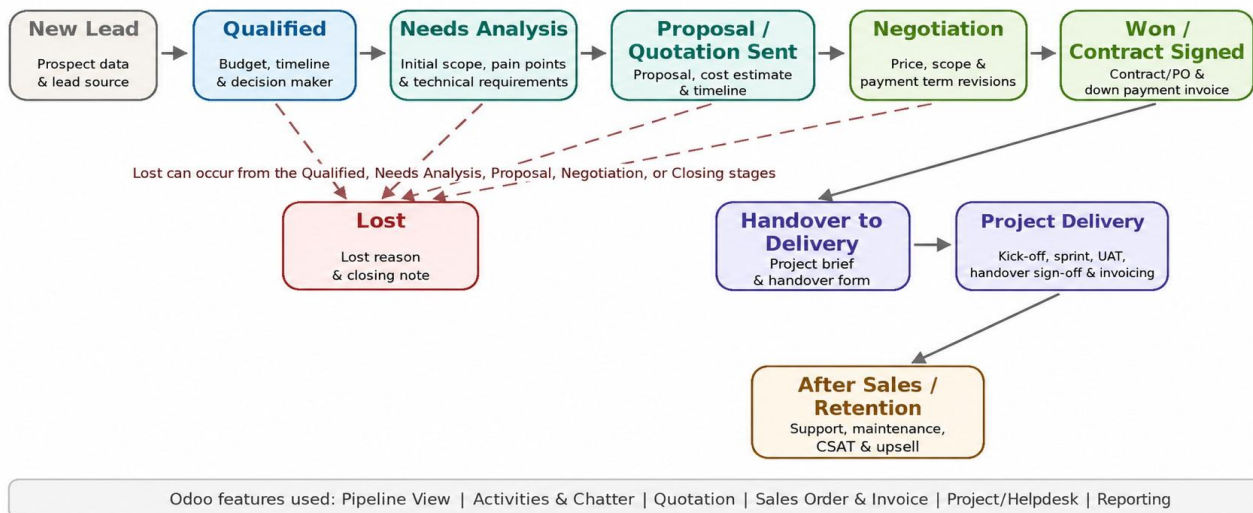 New Lead
Prospect data
& lead source
Qualified
Budget, timeline
& decision maker
Needs Analysis
Initial scope, pain points
& technical requirements
Proposal /
Quotation Sent
Proposal, cost estimate
& timeline
Negotiation
Price, scope &
payment term revisions
Won /
Contract Signed
Contract/PO &
down payment invoice
Lost can occur from the Qualified, Needs Analysis, Proposal, Negotiation, or Closing stages
Lost
Lost reason
& closing note
Handover to
Delivery
Project brief
& handover form
Project Delivery
Kick-off, sprint, UAT,
handover sign-off & invoicing
After Sales /
Retention
Support, maintenance,
CSAT & upsell
Odoo features used: Pipeline View | Activities & Chatter | Quotation | Sales Order & Invoice | Project/Helpdesk | Reporting